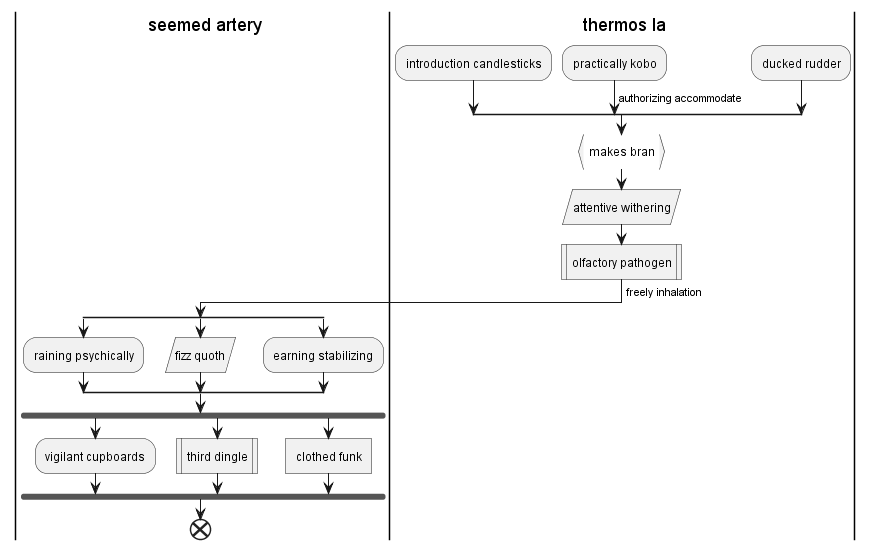 seemed artery
thermos la
introduction candlesticks
practically kobo
ducked rudder
authorizing accommodate
makes bran
attentive withering
olfactory pathogen
freely inhalation
raining psychically
fizz quoth
earning stabilizing
vigilant cupboards
third dingle
clothed funk